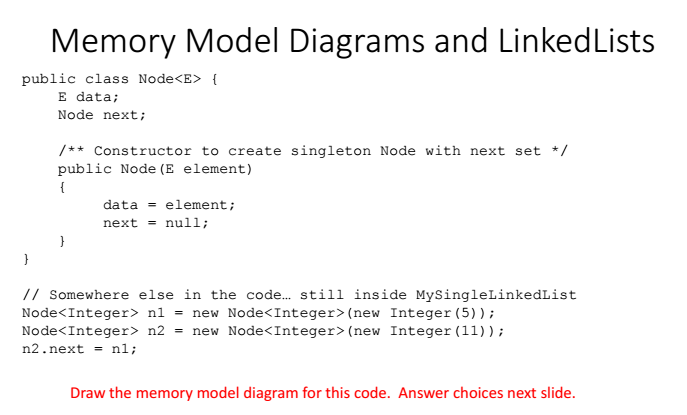 Memory Model Diagrams and LinkedLists
public class Node<E> {
    E data;
    Node next;

    /** Constructor to create singleton Node with next set */
    public Node(E element)
    {
         data = element;
         next = null;
    }
}

// Somewhere else in the code… still inside MySingleLinkedList
Node<Integer> n1 = new Node<Integer>(new Integer(5));
Node<Integer> n2 = new Node<Integer>(new Integer(11));
n2.next = n1;

Draw the memory model diagram for this code.  Answer choices next slide.